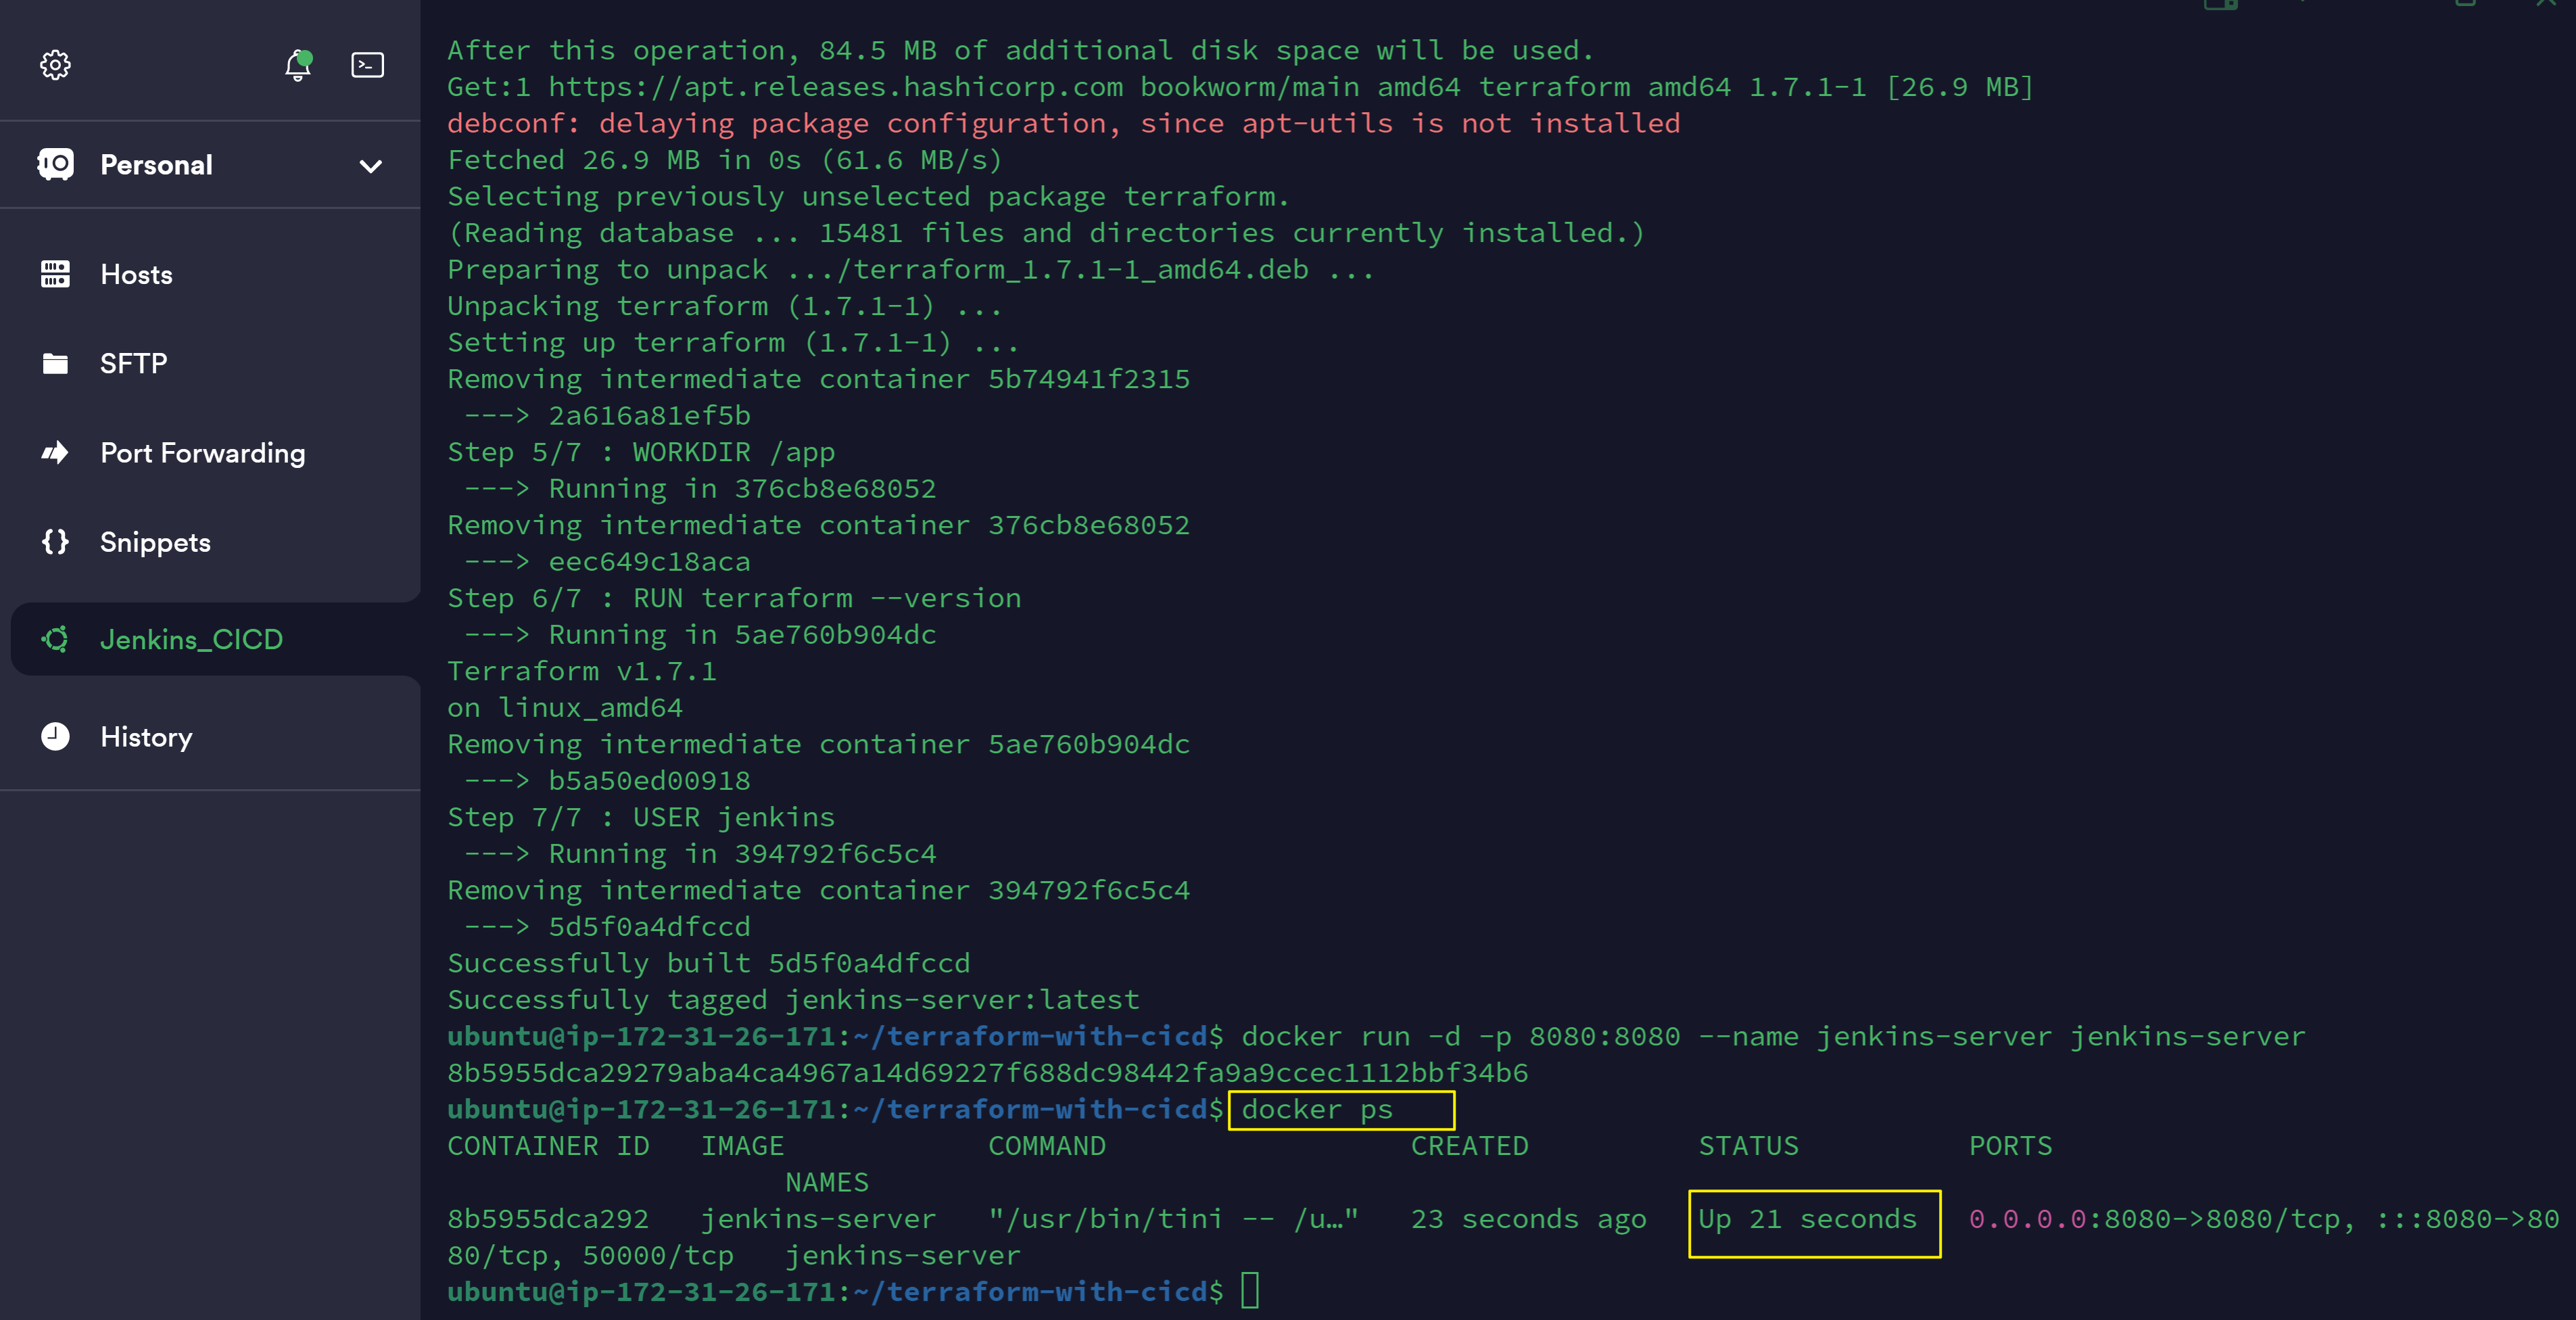 Personal
Hosts
SFTP
Port Forwarding
Snippets
Jenkins_CICD
History
After this operation, 84.5 MB of additional disk space will be used.
Get:1 https://apt.releases.hashicorp.com bookworm/main amd64 terraform amd64 1.7.1-1 [26.9 MB]
debconf: delaying package configuration, since apt-utils is not installed
Fetched 26.9 MB in 0s (61.6 MB/s)
Selecting previously unselected package terraform.
(Reading database ... 15481 files and directories currently installed.)
Preparing to unpack .../terraform_1.7.1-1_amd64.deb ...
Unpacking terraform (1.7.1-1) ...
Setting up terraform (1.7.1-1) ...
Removing intermediate container 5b74941f2315
 ---> 2a616a81ef5b
Step 5/7 : WORKDIR /app
 ---> Running in 376cb8e68052
Removing intermediate container 376cb8e68052
 ---> eec649c18aca
Step 6/7 : RUN terraform --version
 ---> Running in 5ae760b904dc
Terraform v1.7.1
on linux_amd64
Removing intermediate container 5ae760b904dc
 ---> b5a50ed00918
Step 7/7 : USER jenkins
 ---> Running in 394792f6c5c4
Removing intermediate container 394792f6c5c4
 ---> 5d5f0a4dfccd
Successfully built 5d5f0a4dfccd
Successfully tagged jenkins-server:latest
ubuntu@ip-172-31-26-171:~/terraform-with-cicd$ docker run -d -p 8080:8080 --name jenkins-server jenkins-server
8b5955dca29279aba4ca4967a14d69227f688dc98442fa9a9ccec1112bbf34b6
ubuntu@ip-172-31-26-171:~/terraform-with-cicd$ docker ps
CONTAINER ID   IMAGE            COMMAND                  CREATED          STATUS          PORTS
                    NAMES
8b5955dca292   jenkins-server   "/usr/bin/tini -- /u…"   23 seconds ago   Up 21 seconds   0.0.0.0:8080->8080/tcp, :::8080->80
80/tcp, 50000/tcp   jenkins-server
ubuntu@ip-172-31-26-171:~/terraform-with-cicd$